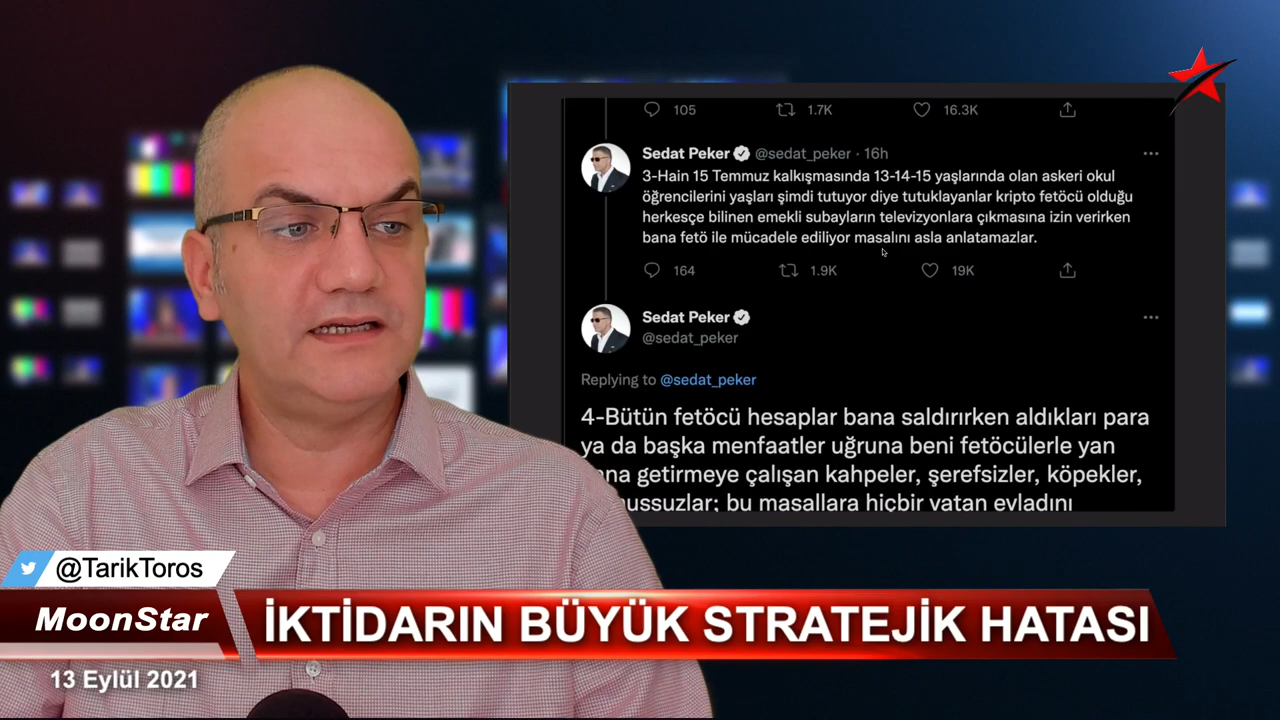 105 1.7K 16.3K
Sedat Peker @sedat_peker · 16h
3-Hain 15 Temmuz kalkışmasında 13-14-15 yaşlarında olan askeri okul
öğrencilerini yaşları şimdi tutuyor diye tutuklayanlar kripto fetöcü olduğu
herkesçe bilinen emekli subayların televizyonlara çıkmasına izin verirken
bana fetö ile mücadele ediliyor masalını asla anlatamazlar.
164 1.9K 19K
Sedat Peker
@sedat_peker
Replying to @sedat_peker
4-Bütün fetöcü hesaplar bana saldırırken aldıkları para
ya da başka menfaatler uğruna beni fetöcülerle yan
getirmeye çalışan kahpeler, şerefsizler, köpekler,
bu masallara hiçbir vatan evladını
@TarikToros
MoonStar
İKTİDARIN BÜYÜK STRATEJİK HATASI
13 Eylül 2021